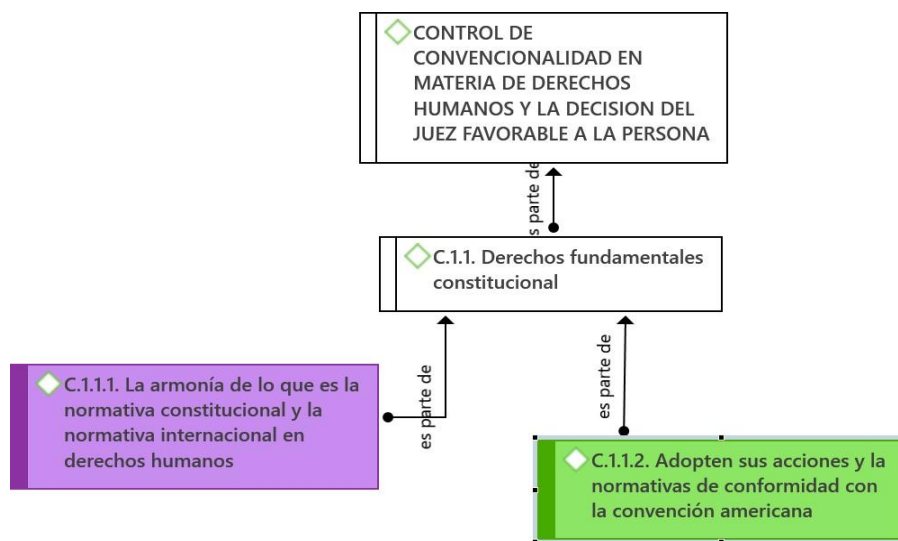 CONTROL DE
CONVENCIONALIDAD EN
MATERIA DE DERECHOS
HUMANOS Y LA DECISION DEL
JUEZ FAVORABLE A LA PERSONA
es parte de
C.1.1. Derechos fundamentales
constitucional
es parte de
es parte de
C.1.1.1. La armonía de lo que es la
normativa constitucional y la
normativa internacional en
derechos humanos
C.1.1.2. Adopten sus acciones y la
normativas de conformidad con
la convención americana